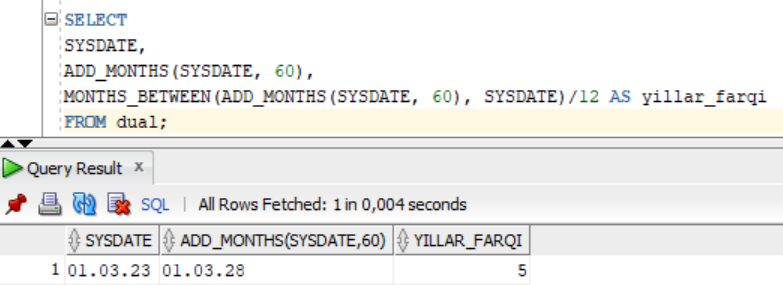 SELECT
SYSDATE,
ADD_MONTHS(SYSDATE, 60),
MONTHS_BETWEEN(ADD_MONTHS(SYSDATE, 60), SYSDATE)/12 AS yillar_farqi
FROM dual;
Query Result x
SQL | All Rows Fetched: 1 in 0,004 seconds
SYSDATE ADD_MONTHS(SYSDATE,60) YILLAR_FARQI
1 01.03.23 01.03.28 5